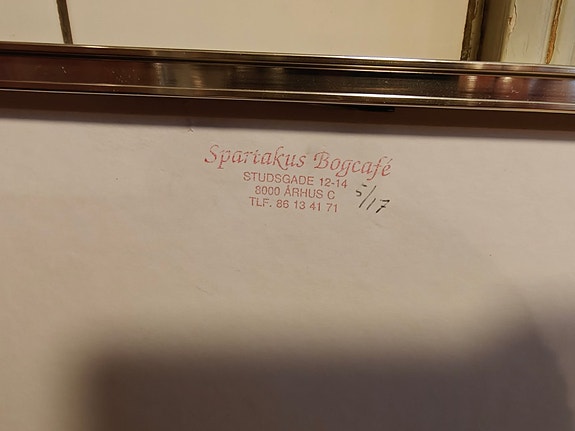 Spartakus Bogcafé
STUDSGADE 12-14
8000 ÅRHUS C
TLF. 86 13 41 71
5/17